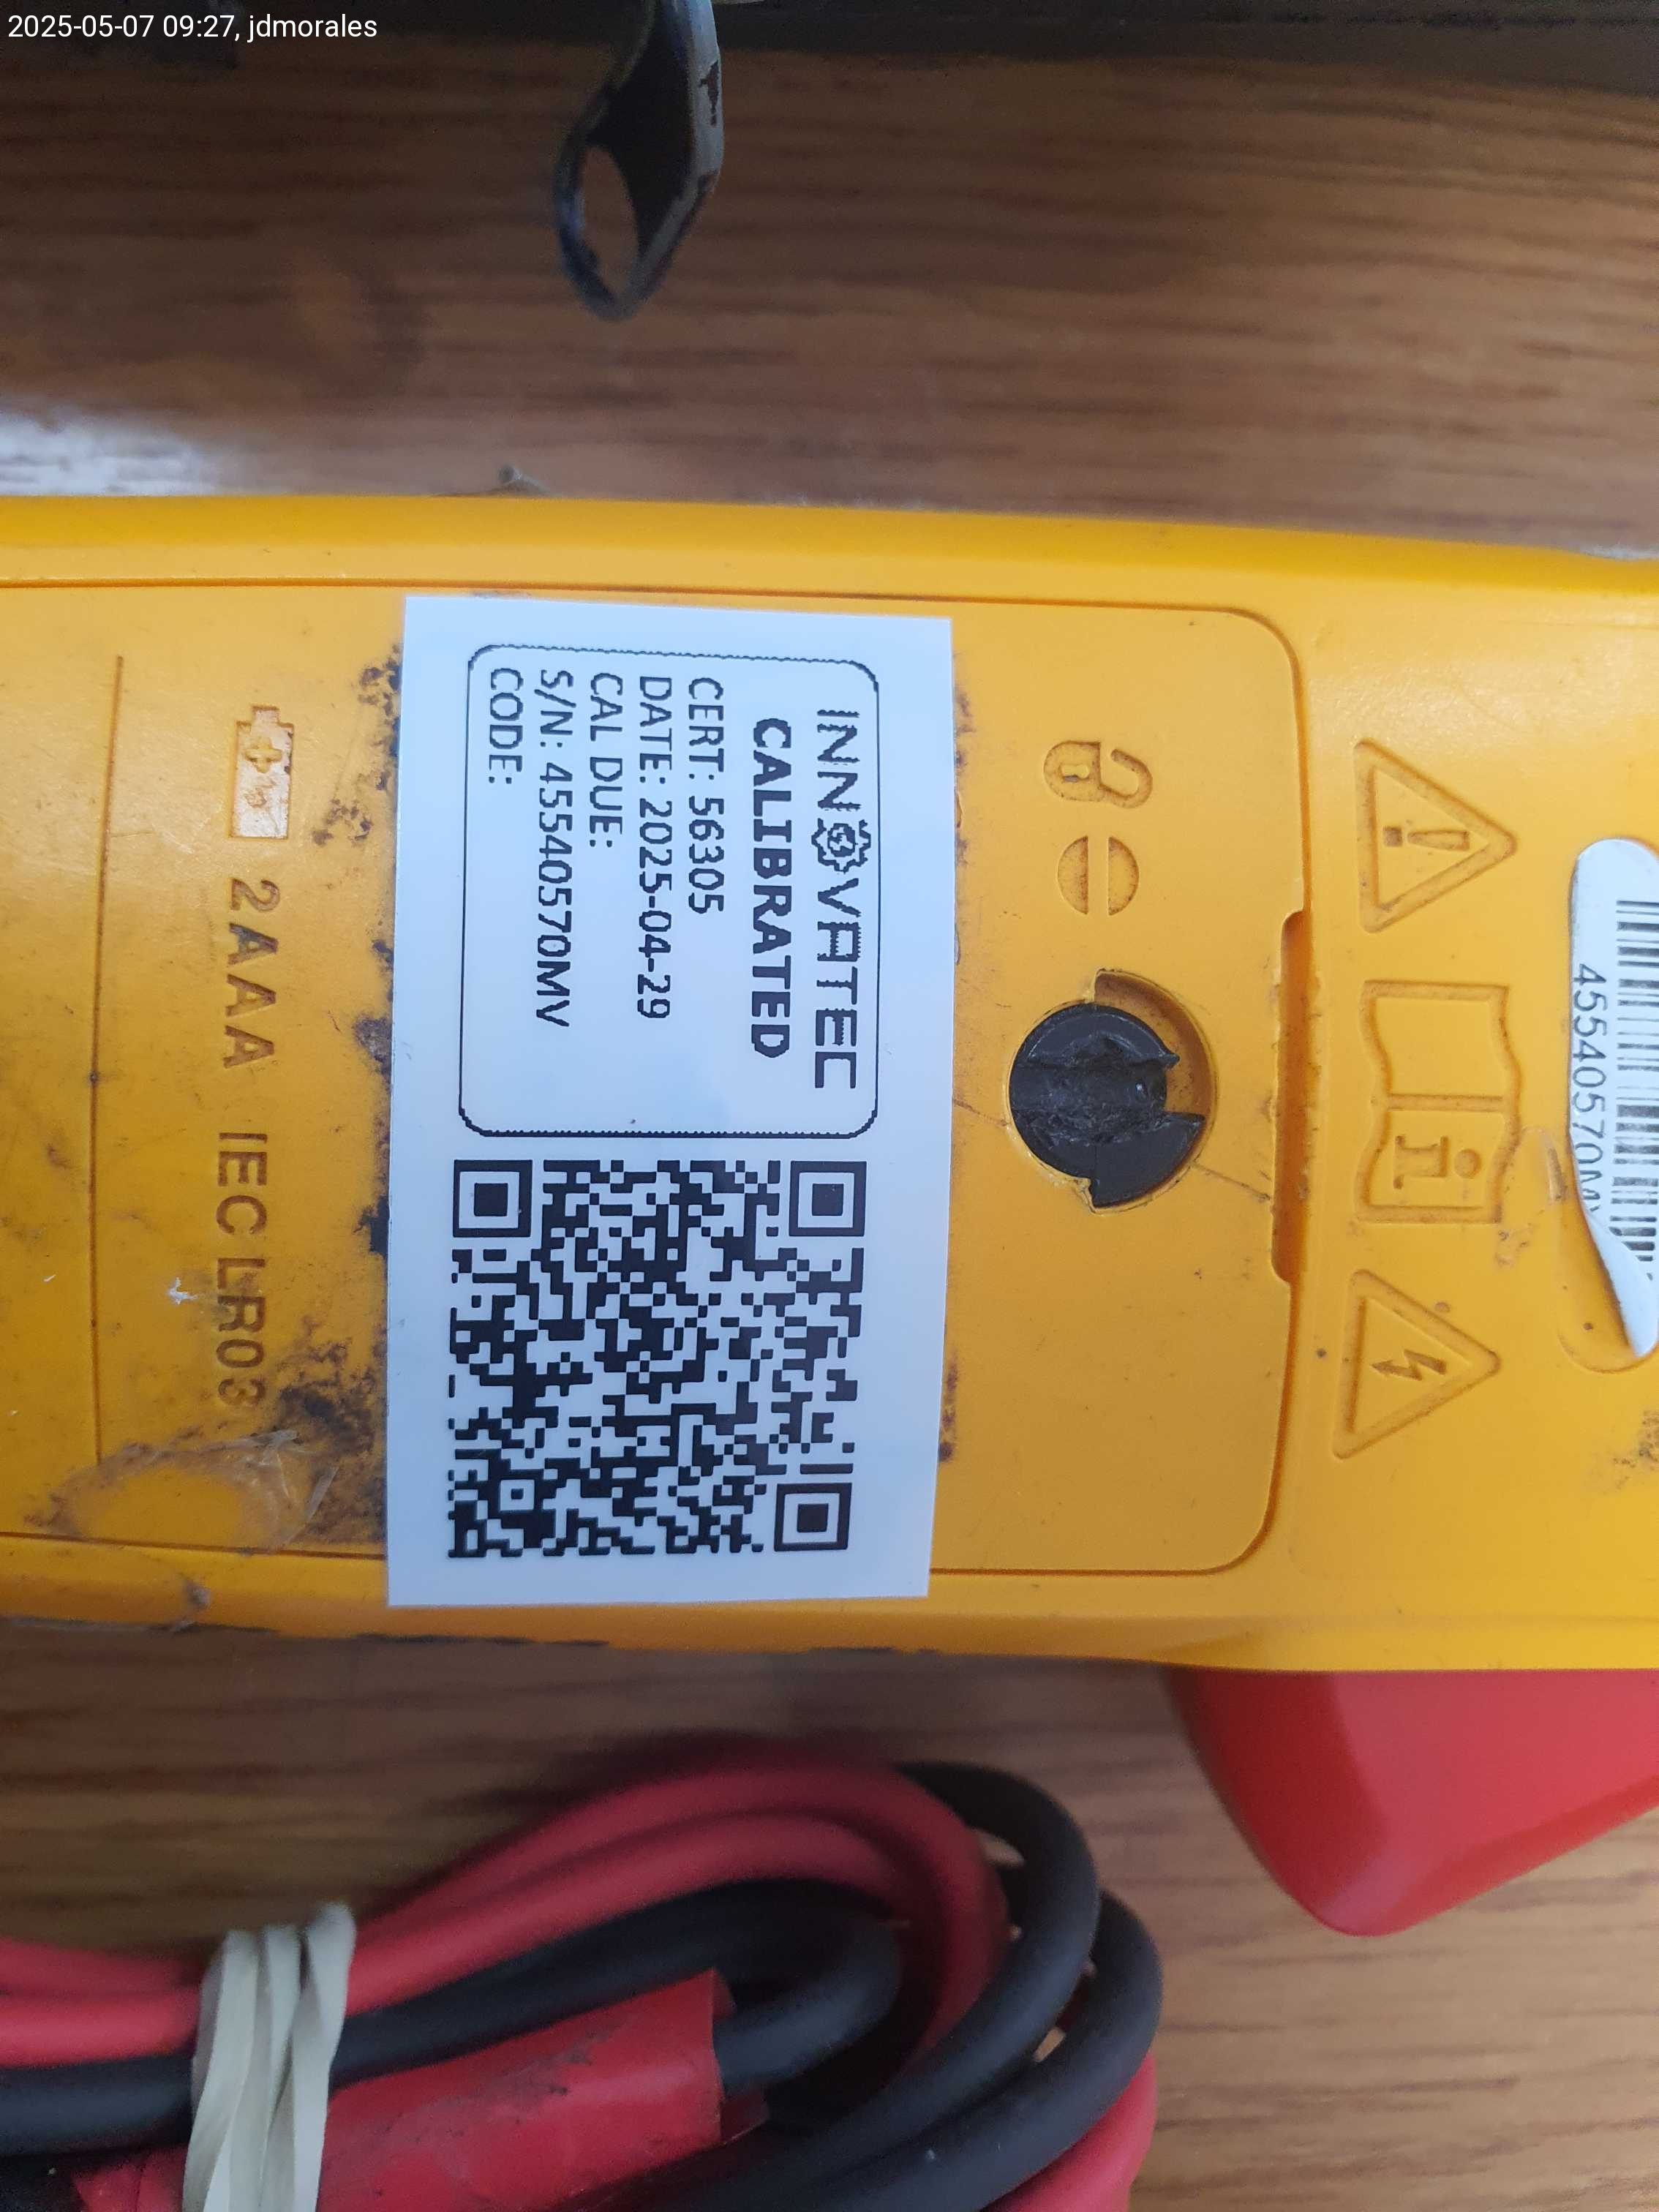 2025-05-07 09:27, jdmorales
INNOVATEC
CALIBRATED
CERT: 56305
DATE: 2025-04-29
CAL DUE:
S/N: 45540570MV
CODE:
2AAA IEC LR03